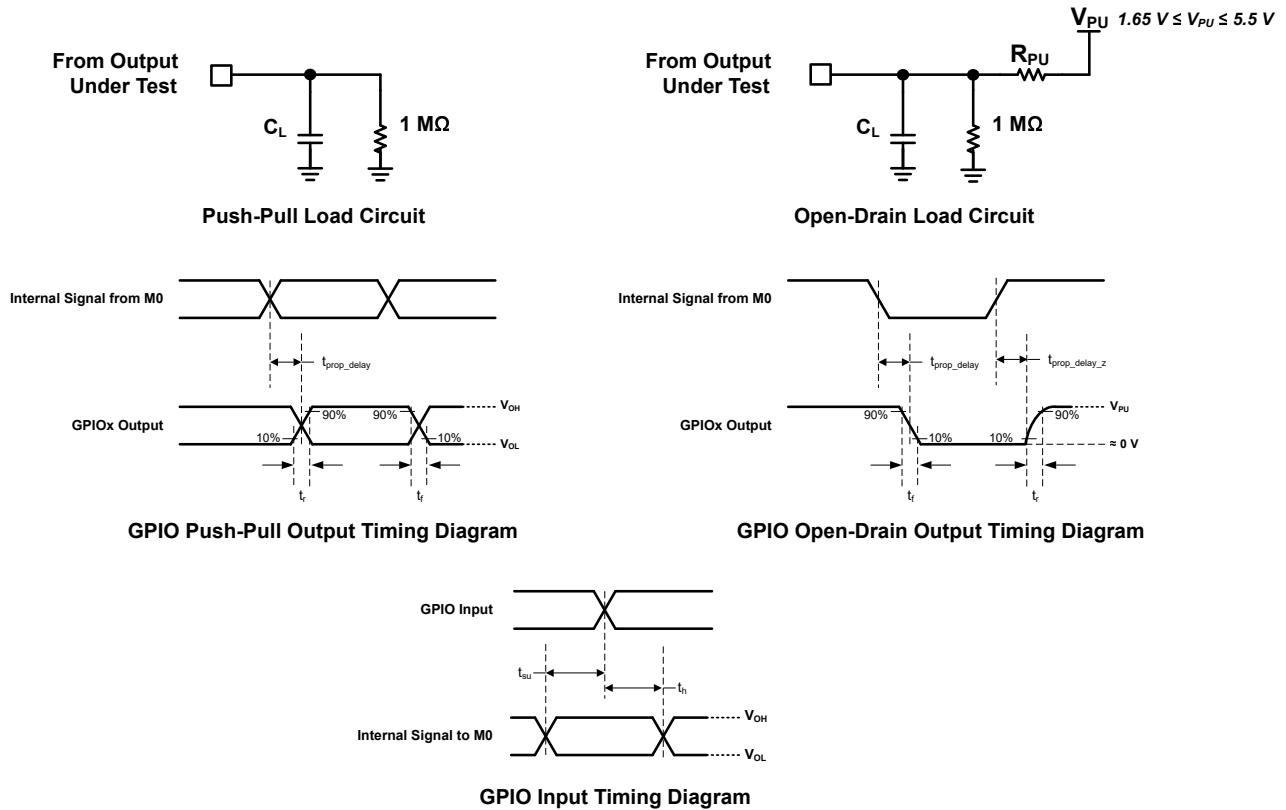 V_PU 1.65 V ≤ V_PU ≤ 5.5 V
From Output
Under Test
C_L
1 MΩ
Push-Pull Load Circuit
From Output
Under Test
R_PU
C_L
1 MΩ
Open-Drain Load Circuit
Internal Signal from M0
t_prop_delay
GPIOx Output
90%
90%
10%
10%
V_OH
V_OL
t_r
t_f
GPIO Push-Pull Output Timing Diagram
Internal Signal from M0
t_prop_delay
t_prop_delay_z
GPIOx Output
90%
10%
10%
90%
V_PU
≈ 0 V
t_f
t_r
GPIO Open-Drain Output Timing Diagram
GPIO Input
t_su
t_h
Internal Signal to M0
V_OH
V_OL
GPIO Input Timing Diagram